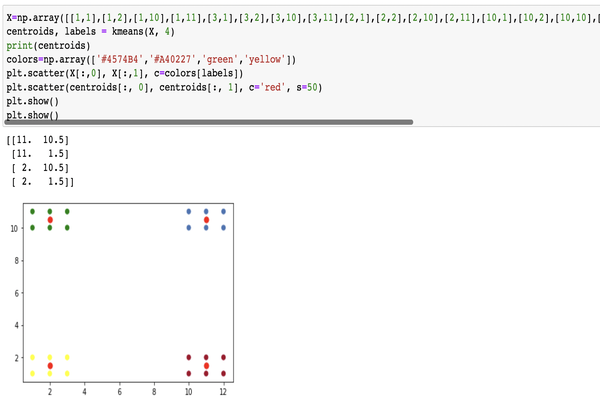 X=np.array([[1,1],[1,2],[1,10],[1,11],[3,1],[3,2],[3,10],[3,11],[2,1],[2,2],[2,10],[2,11],[10,1],[10,2],[10,10],[
centroids, labels = kmeans(X, 4)
print(centroids)
colors=np.array(['#4574B4','#A40227','green','yellow'])
plt.scatter(X[:,0], X[:,1], c=colors[labels])
plt.scatter(centroids[:, 0], centroids[:, 1], c='red', s=50)
plt.show()
plt.show()
[[11. 10.5]
[11. 1.5]
[ 2. 10.5]
[ 2. 1.5]]
10
8
6
4
2
2 4 6 8 10 12